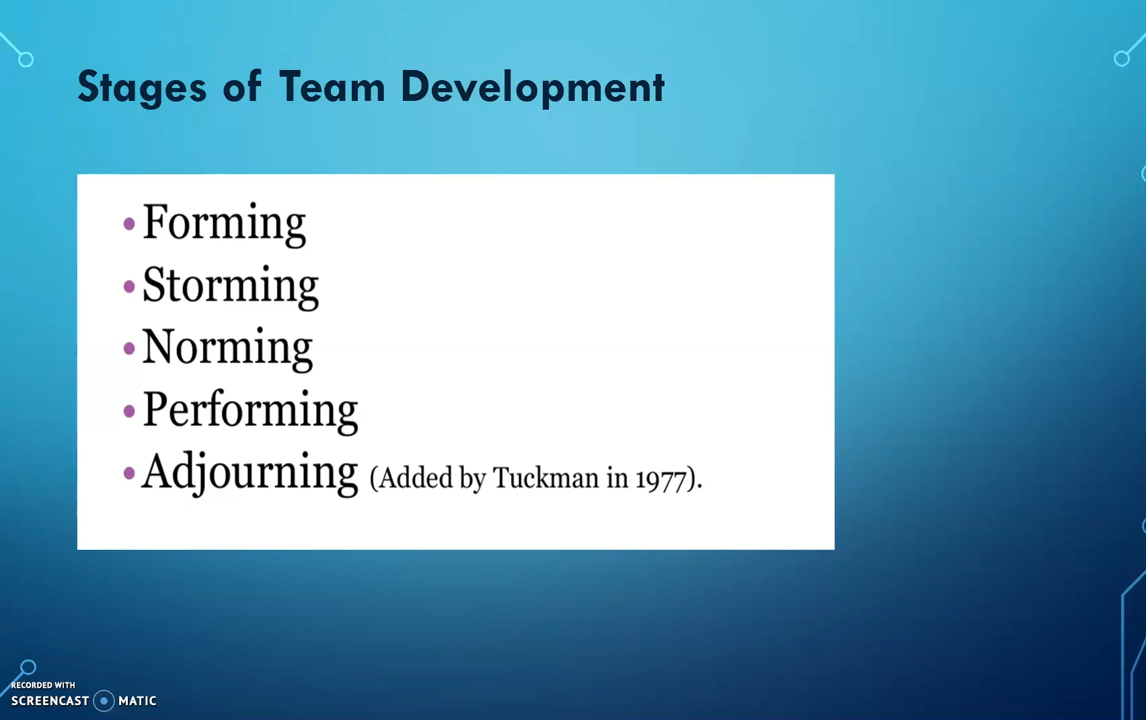 Stages of Team Development
•Forming
•Storming
•Norming
•Performing
•Adjourning (Added by Tuckman in 1977).
RECORDED WITH
SCREENCAST MATIC